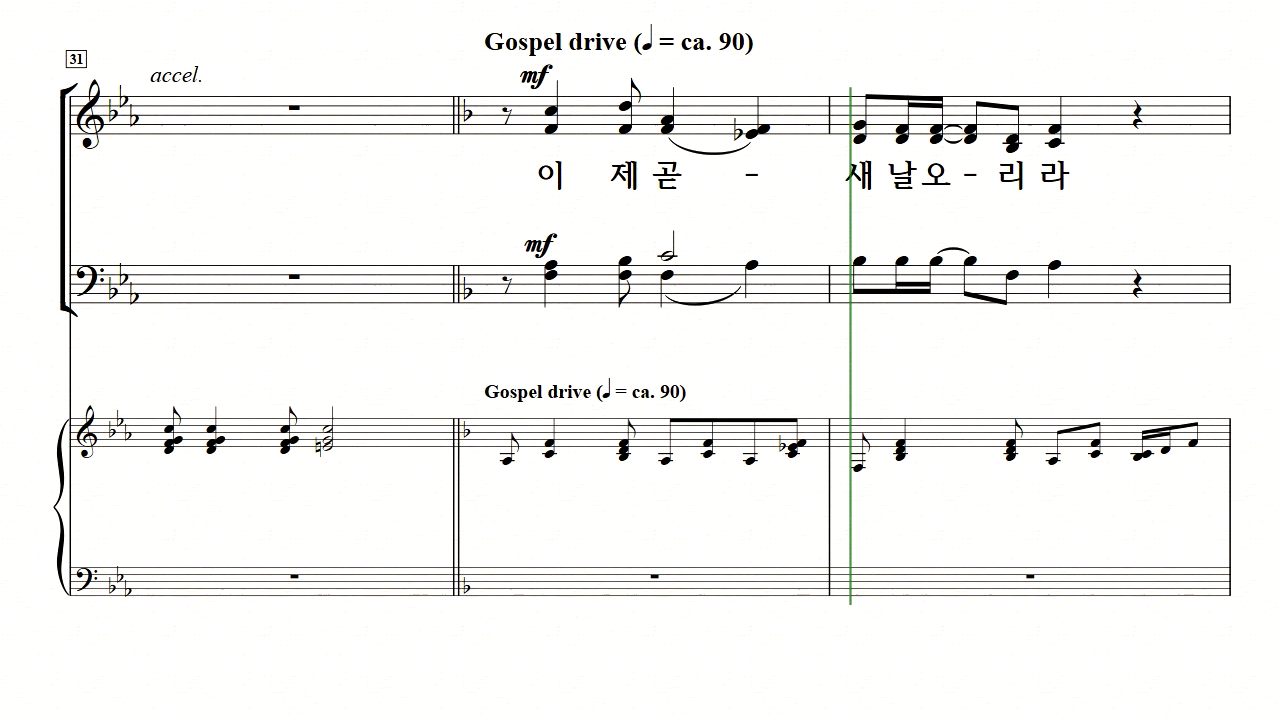 Gospel drive (♩ = ca. 90)
31
accel.
mf
이 제 곧 - 새 날 오 - 리 라
mf
Gospel drive (♩ = ca. 90)